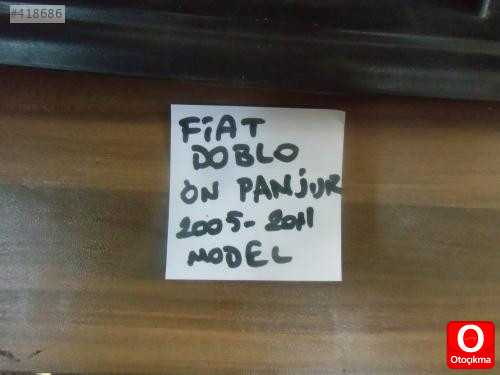 #418686
FiAT
DOBLO
ÖN PANJUR
2005-2011
MODEL
O
Otoçıkma